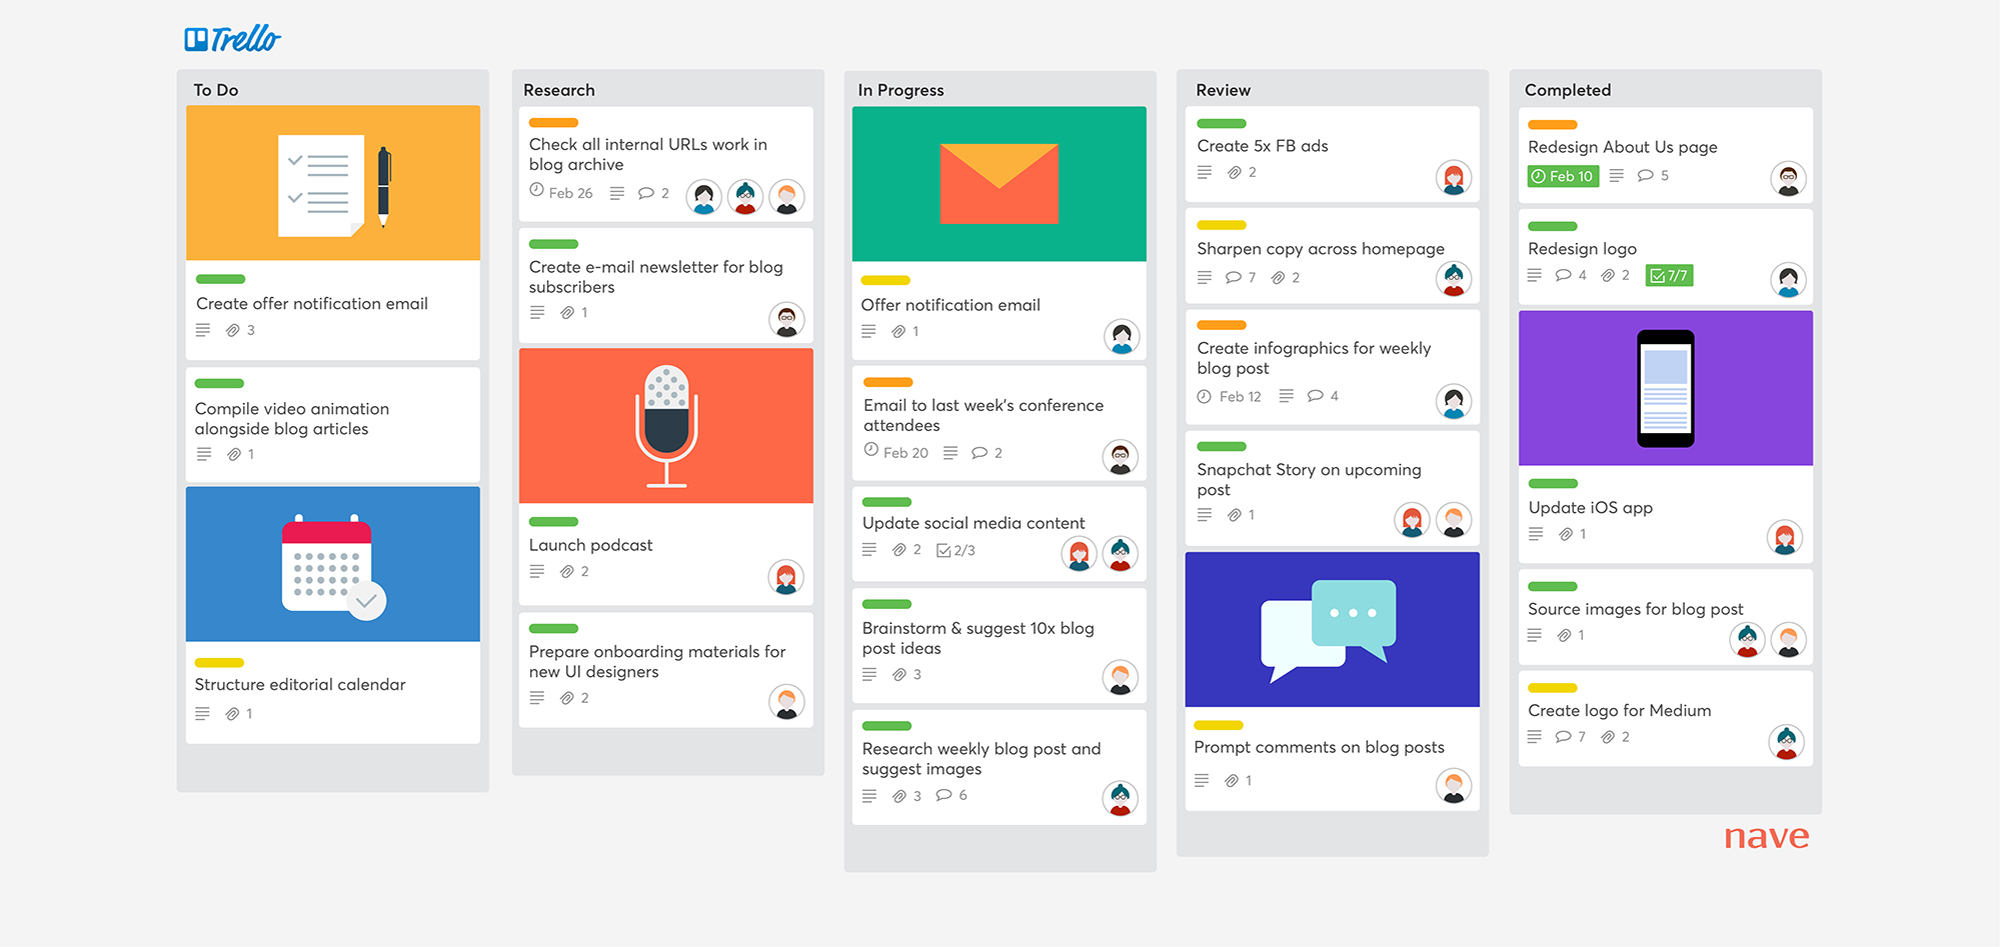 Trello
To Do
Create offer notification email
3
Compile video animation
alongside blog articles
1
Structure editorial calendar
1
Research
Check all internal URLs work in
blog archive
Feb 26 2
Create e-mail newsletter for blog
subscribers
1
Launch podcast
2
Prepare onboarding materials for
new UI designers
2
In Progress
Offer notification email
1
Email to last week's conference
attendees
Feb 20 2
Update social media content
2 2/3
Brainstorm & suggest 10x blog
post ideas
3
Research weekly blog post and
suggest images
3 6
Review
Create 5x FB ads
2
Sharpen copy across homepage
7 2
Create infographics for weekly
blog post
Feb 12 4
Snapchat Story on upcoming
post
1
Prompt comments on blog posts
1
Completed
Redesign About Us page
Feb 10 5
Redesign logo
4 2 7/7
Update iOS app
1
Source images for blog post
1
Create logo for Medium
7 2
nave